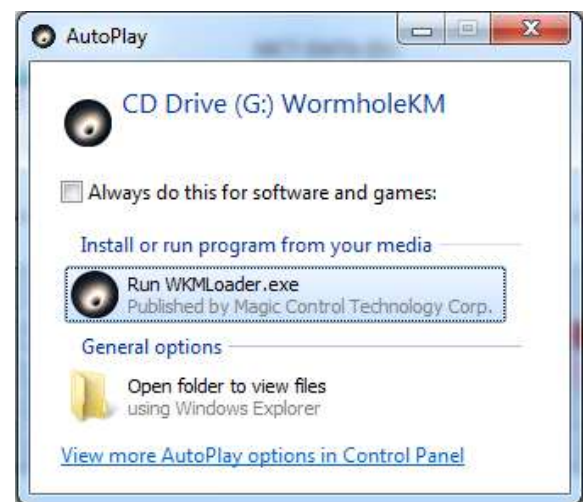 AutoPlay
CD Drive (G:) WormholeKM
Always do this for software and games:
Install or run program from your media
Run WKMLoader.exe
Published by Magic Control Technology Corp.
General options
Open folder to view files
using Windows Explorer
View more AutoPlay options in Control Panel